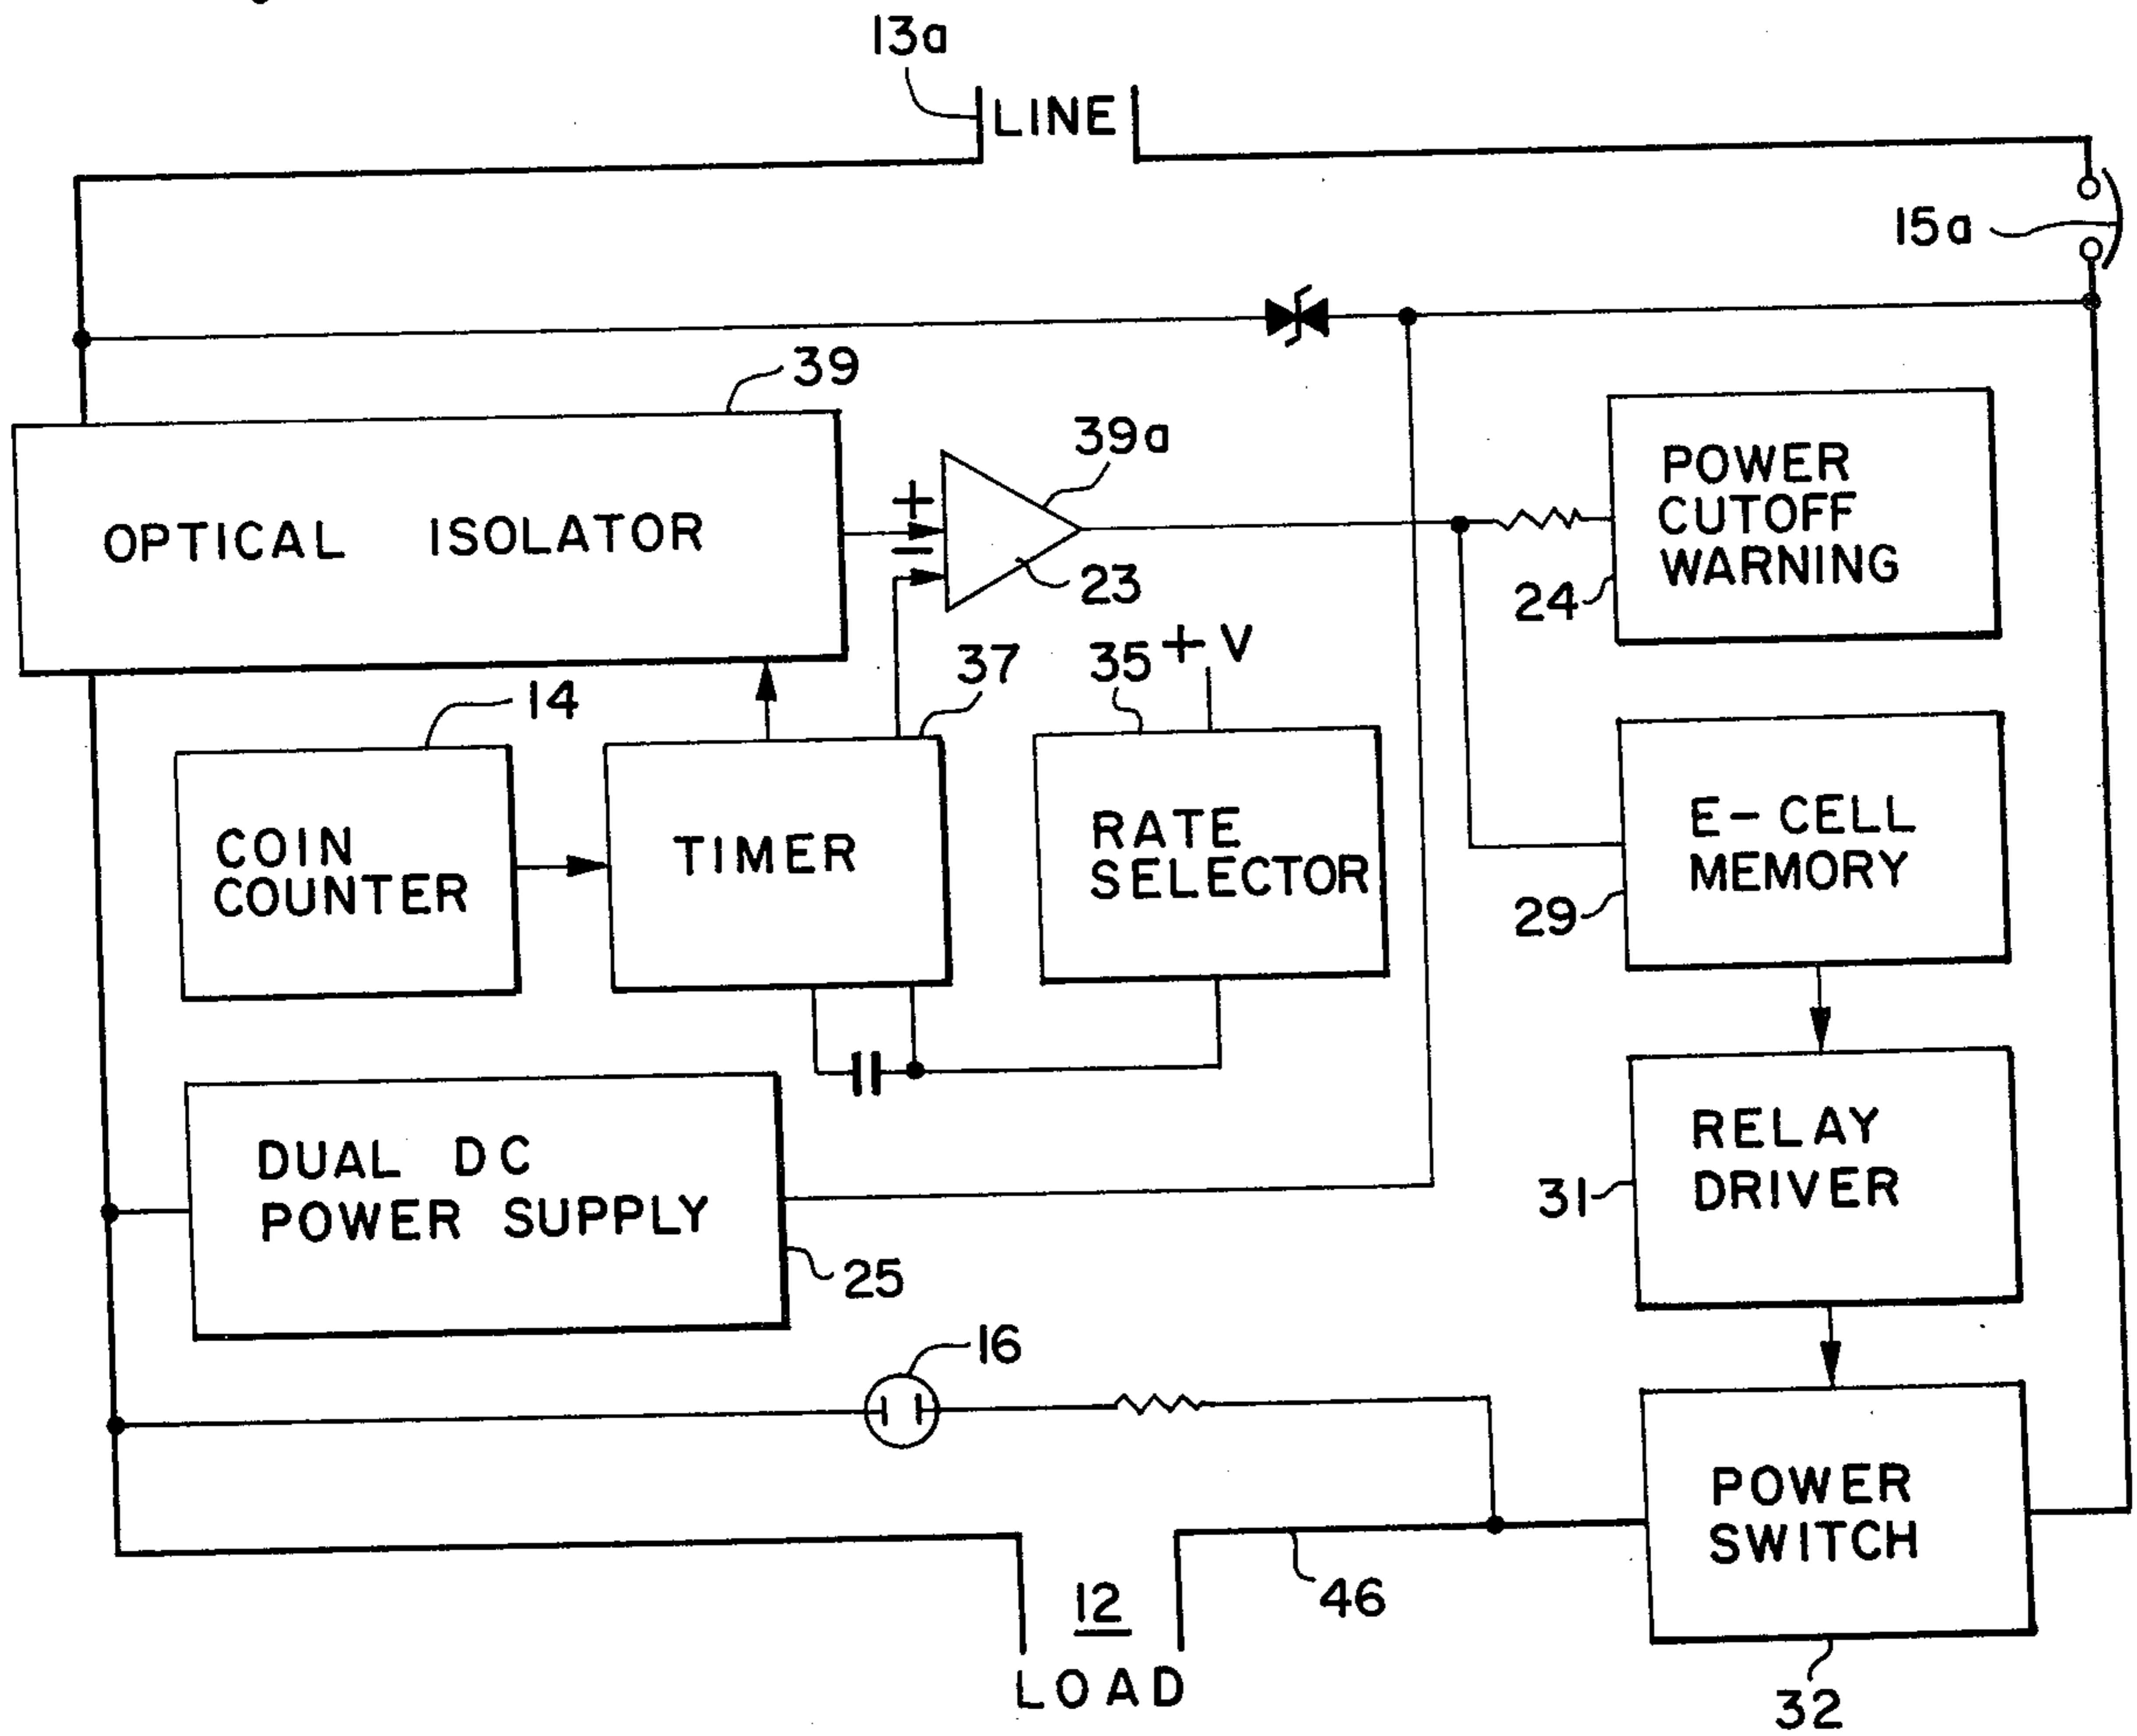 13a
LINE
15a
39
39a
+
−
23
POWER
CUTOFF
WARNING
24
OPTICAL ISOLATOR
14
37
35
+ V
COIN
COUNTER
TIMER
RATE
SELECTOR
E-CELL
MEMORY
29
DUAL DC
POWER SUPPLY
25
RELAY
DRIVER
31
16
POWER
SWITCH
46
12
LOAD
32